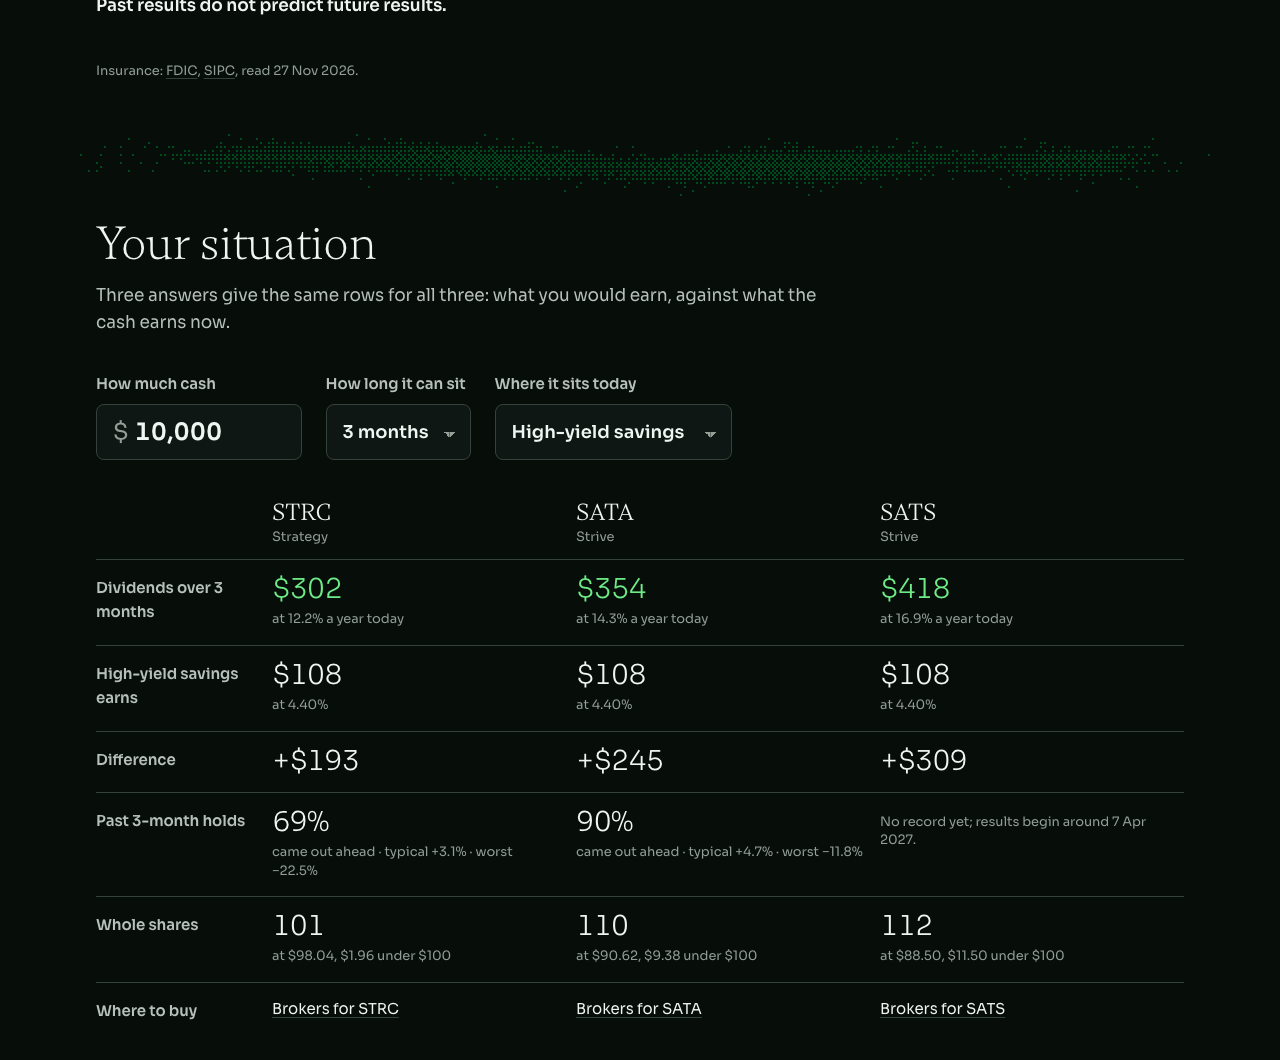 Past results do not predict future results.
Insurance: FDIC, SIPC, read 27 Nov 2026.
Your situation
Three answers give the same rows for all three: what you would earn, against what the
cash earns now.
How much cash
How long it can sit
Where it sits today
$ 10,000
3 months
High-yield savings
STRC
SATA
SATS
Strategy
Strive
Strive
Dividends over 3
months
$302
$354
$418
at 12.2% a year today
at 14.3% a year today
at 16.9% a year today
High-yield savings
earns
$108
$108
$108
at 4.40%
at 4.40%
at 4.40%
Difference
+$193
+$245
+$309
Past 3-month holds
69%
came out ahead · typical +3.1% · worst
−22.5%
90%
came out ahead · typical +4.7% · worst −11.8%
No record yet; results begin around 7 Apr
2027.
Whole shares
101
110
112
at $98.04, $1.96 under $100
at $90.62, $9.38 under $100
at $88.50, $11.50 under $100
Where to buy
Brokers for STRC
Brokers for SATA
Brokers for SATS